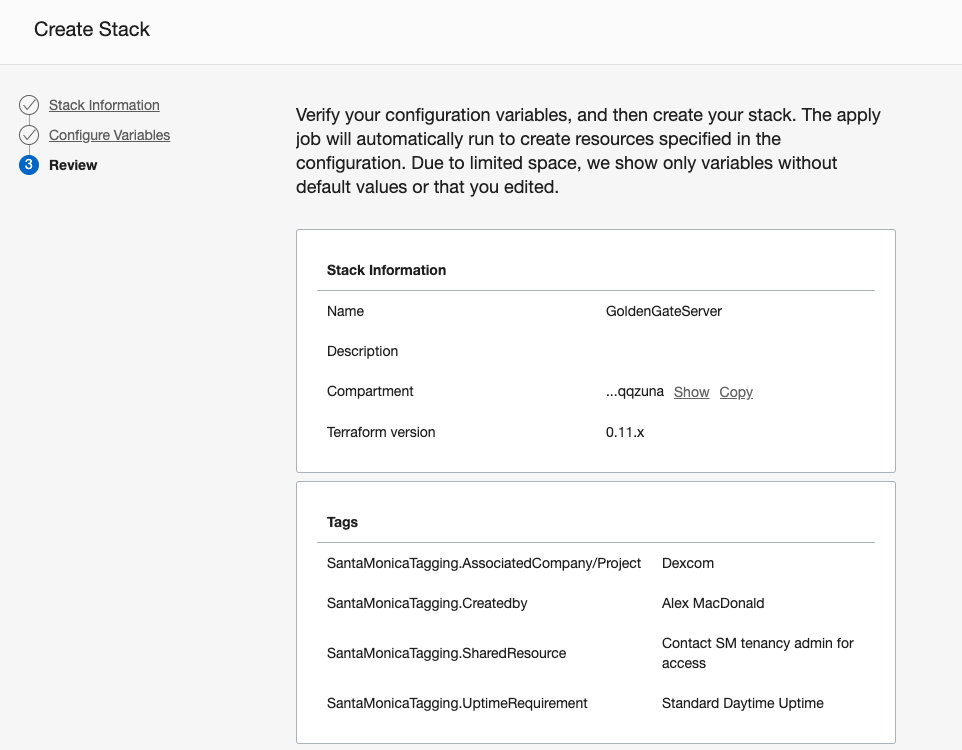 Create Stack
Stack Information
Configure Variables
3 Review
Verify your configuration variables, and then create your stack. The apply
job will automatically run to create resources specified in the
configuration. Due to limited space, we show only variables without
default values or that you edited.
Stack Information
Name GoldenGateServer
Description
Compartment ...qqzuna Show Copy
Terraform version 0.11.x
Tags
SantaMonicaTagging.AssociatedCompany/Project Dexcom
SantaMonicaTagging.Createdby Alex MacDonald
SantaMonicaTagging.SharedResource Contact SM tenancy admin for
access
SantaMonicaTagging.UptimeRequirement Standard Daytime Uptime